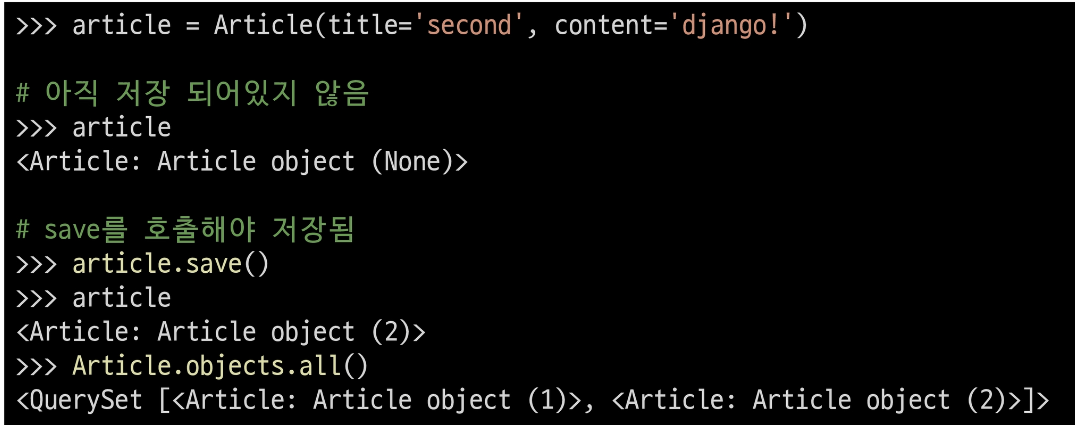 >>> article = Article(title='second', content='django!')
# 아직 저장 되어있지 않음
>>> article
<Article: Article object (None)>
# save를 호출해야 저장됨
>>> article.save()
>>> article
<Article: Article object (2)>
>>> Article.objects.all()
<QuerySet [<Article: Article object (1)>, <Article: Article object (2)>]>